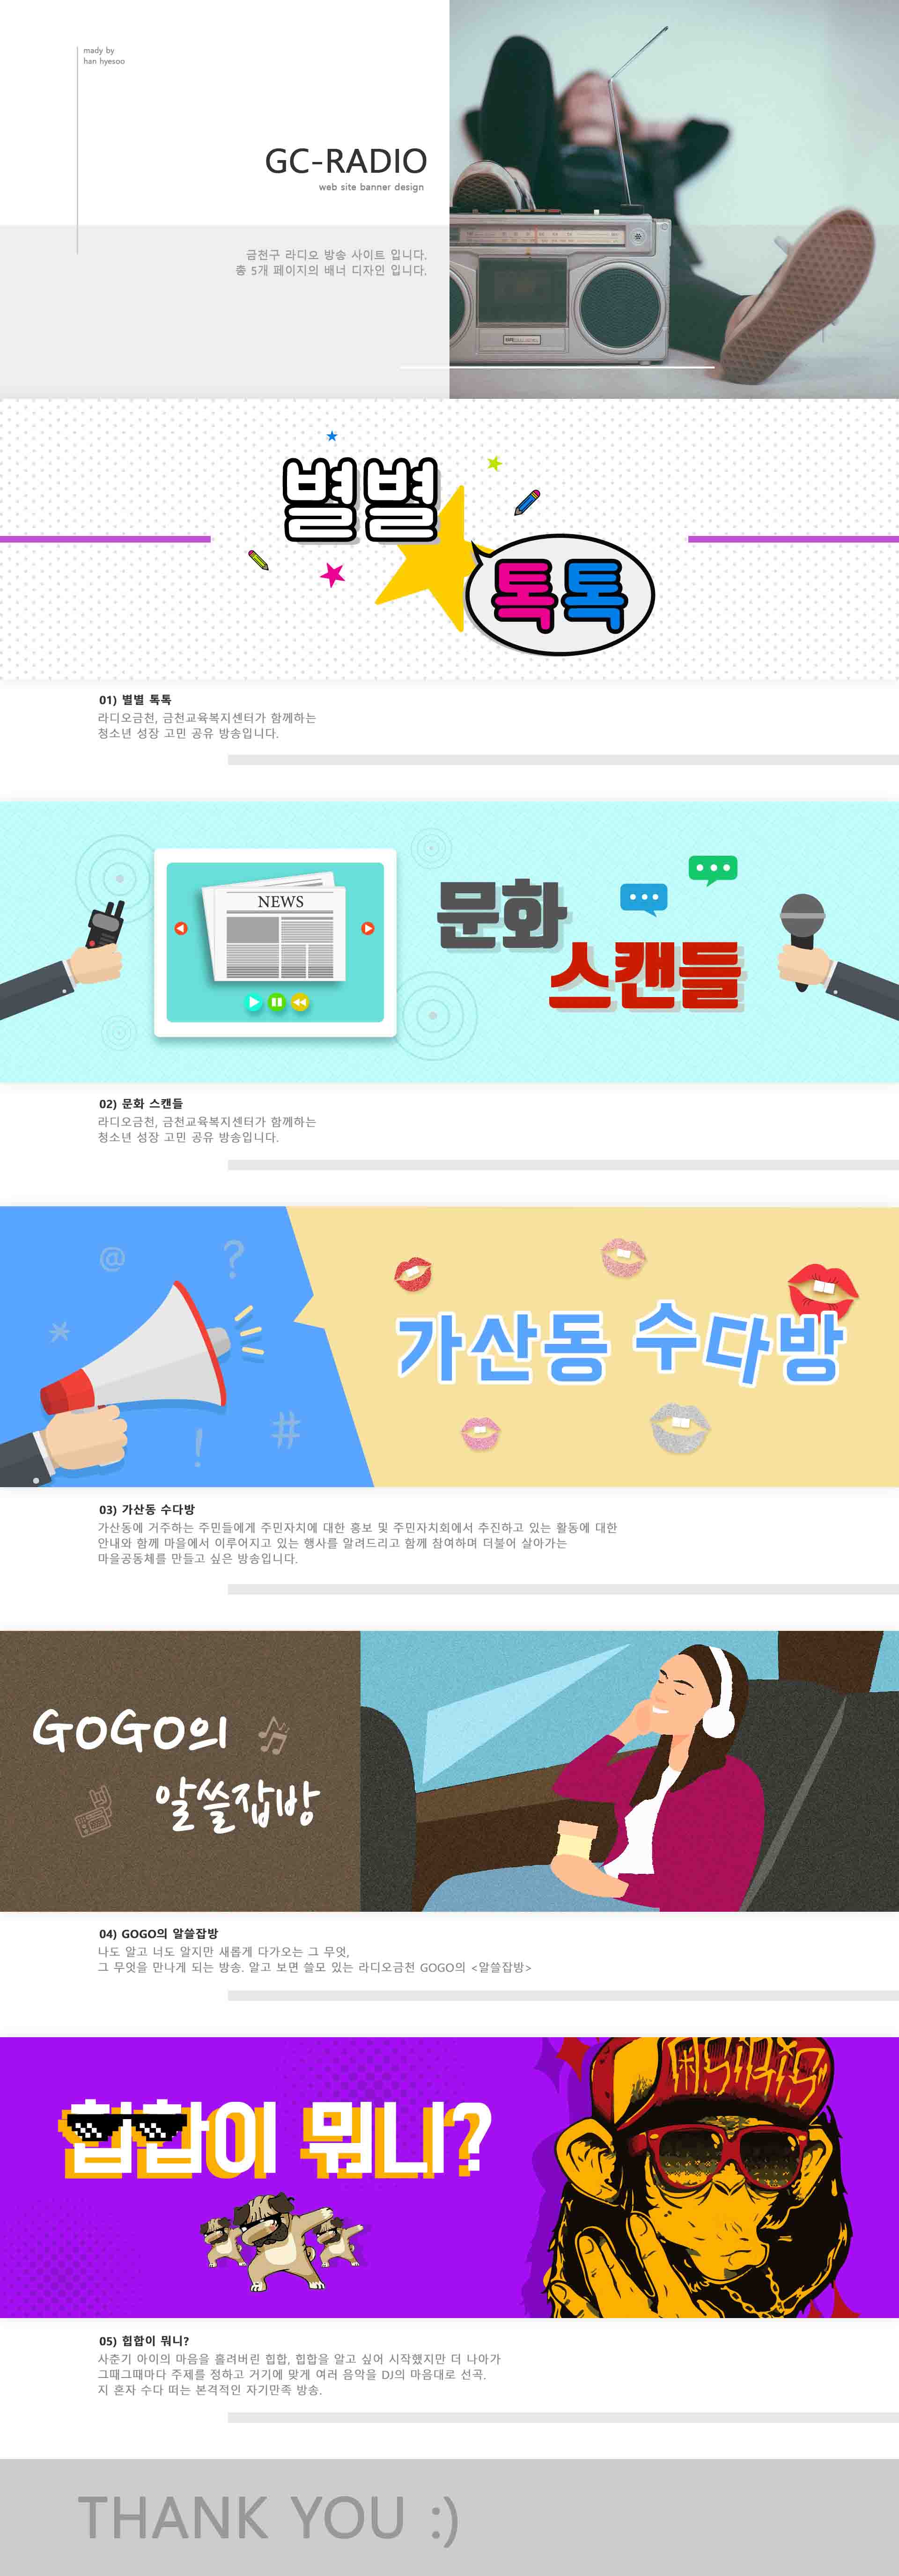 mady by
han hyesoo
GC-RADIO
web site banner design
금천구 라디오 방송 사이트 입니다.
총 5개 페이지의 배너 디자인 입니다.
별별
톡톡
01) 별별 톡톡
라디오금천, 금천교육복지센터가 함께하는
청소년 성장 고민 공유 방송입니다.
NEWS
문화
스캔들
02) 문화 스캔들
라디오금천, 금천교육복지센터가 함께하는
청소년 성장 고민 공유 방송입니다.
@ ?
*
! #
가산동 수다방
03) 가산동 수다방
가산동에 거주하는 주민들에게 주민자치에 대한 홍보 및 주민자치회에서 추진하고 있는 활동에 대한
안내와 함께 마을에서 이루어지고 있는 행사를 알려드리고 함께 참여하며 더불어 살아가는
마을공동체를 만들고 싶은 방송입니다.
GOGO의
알쓸잡방
04) GOGO의 알쓸잡방
나도 알고 너도 알지만 새롭게 다가오는 그 무엇,
그 무엇을 만나게 되는 방송. 알고 보면 쓸모 있는 라디오금천 GOGO의 <알쓸잡방>
힙합이 뭐니?
05) 힙합이 뭐니?
사춘기 아이의 마음을 홀려버린 힙합, 힙합을 알고 싶어 시작했지만 더 나아가
그때그때마다 주제를 정하고 거기에 맞게 여러 음악을 DJ의 마음대로 선곡.
지 혼자 수다 떠는 본격적인 자기만족 방송.
THANK YOU :)